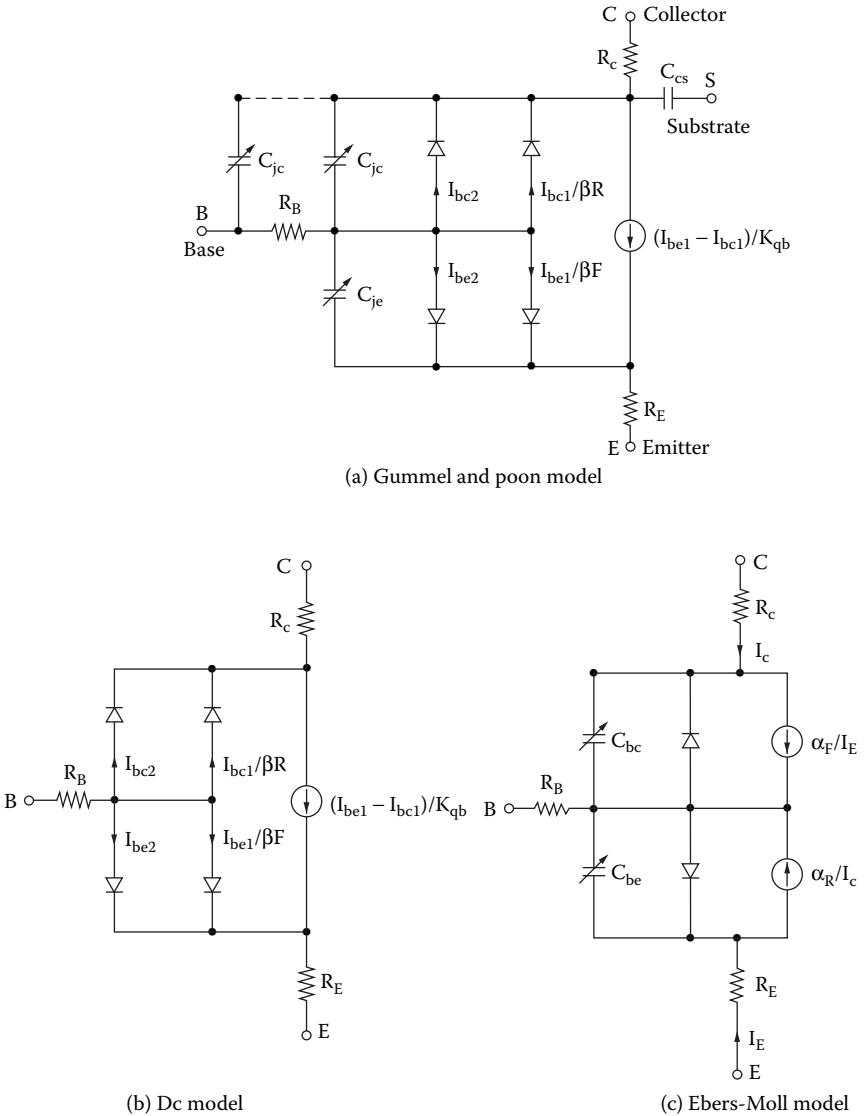 C Collector
R_c
C_cs
S
Substrate
C_jc
C_jc
I_bc2
I_bc1/βR
B
R_B
Base
(I_be1 − I_bc1)/K_qb
C_je
I_be2
I_be1/βF
R_E
E Emitter
(a) Gummel and poon model
C
R_c
I_bc2
I_bc1/βR
R_B
B
(I_be1 − I_bc1)/K_qb
I_be2
I_be1/βF
R_E
E
(b) Dc model
C
R_c
I_c
C_bc
α_F/I_E
R_B
B
C_be
α_R/I_c
R_E
I_E
E
(c) Ebers-Moll model